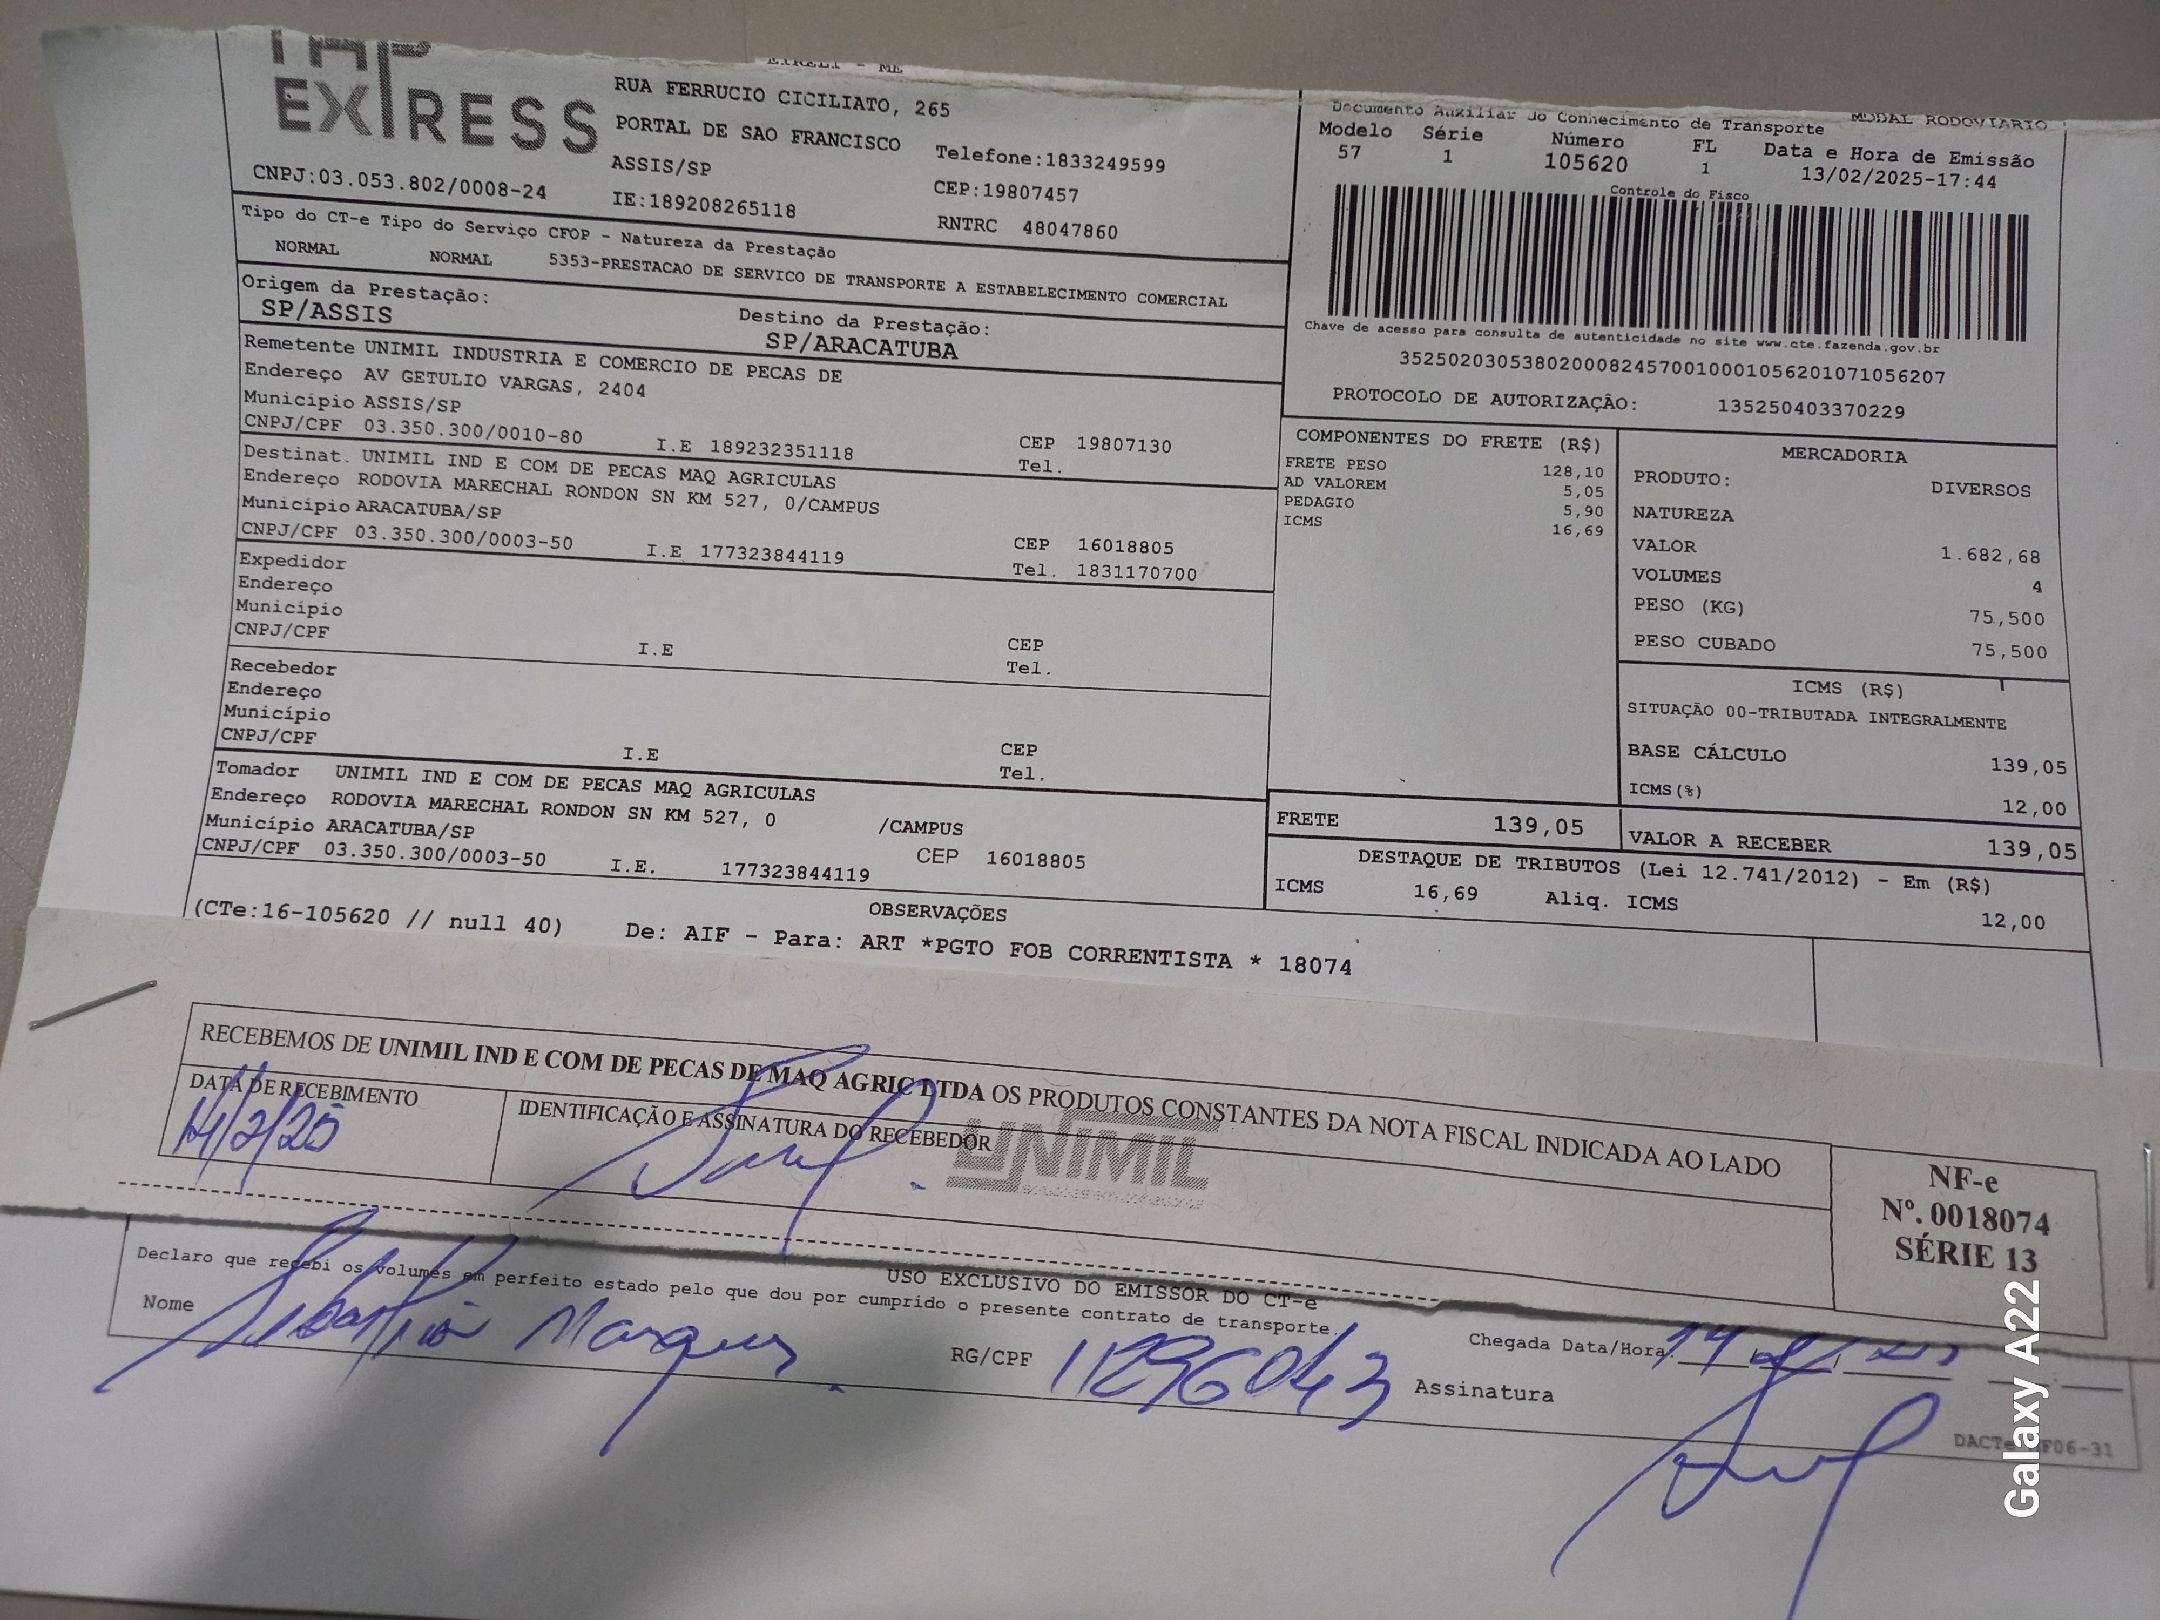 TAP
EXPRESS
EIRELI - ME
RUA FERRUCIO CICILIATO, 265
PORTAL DE SAO FRANCISCO
ASSIS/SP
Telefone:1833249599
CEP:19807457
CNPJ:03.053.802/0008-24
IE:189208265118
RNTRC 48047860
Documento Auxiliar do Conhecimento de Transporte MODAL RODOVIARIO
Modelo Série Número FL Data e Hora de Emissão
57 1 105620 1 13/02/2025-17:44
Controle do Fisco
Chave de acesso para consulta de autenticidade no site www.cte.fazenda.gov.br
35250203053802000824570010001056201071056207
PROTOCOLO DE AUTORIZAÇÃO: 135250403370229
Tipo do CT-e Tipo do Serviço CFOP - Natureza da Prestação
NORMAL NORMAL 5353-PRESTACAO DE SERVICO DE TRANSPORTE A ESTABELECIMENTO COMERCIAL
Origem da Prestação: Destino da Prestação:
SP/ASSIS SP/ARACATUBA
Remetente UNIMIL INDUSTRIA E COMERCIO DE PECAS DE
Endereço AV GETULIO VARGAS, 2404
Município ASSIS/SP CEP 19807130
CNPJ/CPF 03.350.300/0010-80 I.E 189232351118 Tel.
Destinat. UNIMIL IND E COM DE PECAS MAQ AGRICULAS
Endereço RODOVIA MARECHAL RONDON SN KM 527, 0/CAMPUS
Município ARACATUBA/SP CEP 16018805
CNPJ/CPF 03.350.300/0003-50 I.E 177323844119 Tel. 1831170700
Expedidor
Endereço
Município CEP
CNPJ/CPF I.E Tel.
Recebedor
Endereço
Município CEP
CNPJ/CPF I.E Tel.
Tomador UNIMIL IND E COM DE PECAS MAQ AGRICULAS
Endereço RODOVIA MARECHAL RONDON SN KM 527, 0 /CAMPUS
Município ARACATUBA/SP CEP 16018805
CNPJ/CPF 03.350.300/0003-50 I.E. 177323844119
COMPONENTES DO FRETE (R$)
FRETE PESO 128,10
AD VALOREM 5,05
PEDAGIO 5,90
ICMS 16,69
MERCADORIA
PRODUTO: DIVERSOS
NATUREZA
VALOR 1.682,68
VOLUMES 4
PESO (KG) 75,500
PESO CUBADO 75,500
ICMS (R$)
SITUAÇÃO 00-TRIBUTADA INTEGRALMENTE
BASE CÁLCULO 139,05
ICMS(%) 12,00
FRETE 139,05 VALOR A RECEBER 139,05
DESTAQUE DE TRIBUTOS (Lei 12.741/2012) - Em (R$)
ICMS 16,69 Aliq. ICMS 12,00
OBSERVAÇÕES
(CTe:16-105620 // null 40) De: AIF - Para: ART *PGTO FOB CORRENTISTA * 18074
RECEBEMOS DE UNIMIL IND E COM DE PECAS DE MAQ AGRIC LTDA OS PRODUTOS CONSTANTES DA NOTA FISCAL INDICADA AO LADO
DATA DE RECEBIMENTO IDENTIFICAÇÃO E ASSINATURA DO RECEBEDOR
14/2/25
UNIMIL
NF-e
Nº. 0018074
SÉRIE 13
USO EXCLUSIVO DO EMISSOR DO CT-e
Declaro que recebi os volumes em perfeito estado pelo que dou por cumprido o presente contrato de transporte.
Nome Sebastião Marques RG/CPF 11896043 Chegada Data/Hora:
Assinatura
Galaxy A22